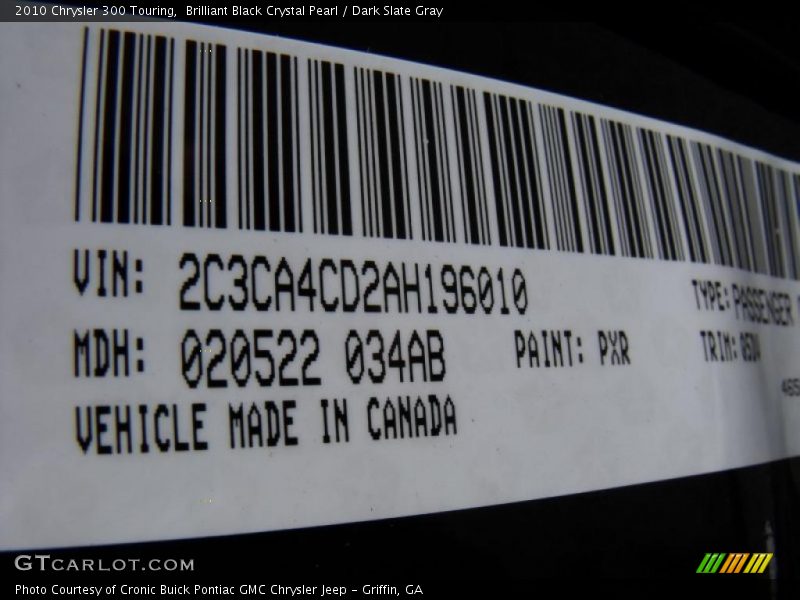 2010 Chrysler 300 Touring,  Brilliant Black Crystal Pearl / Dark Slate Gray
VIN: 2C3CA4CD2AH196010
TYPE: PASSENGER
MDH: 020522 034AB
PAINT: PXR
TRIM:
VEHICLE MADE IN CANADA
GTCARLOT.COM
Photo Courtesy of Cronic Buick Pontiac GMC Chrysler Jeep - Griffin, GA